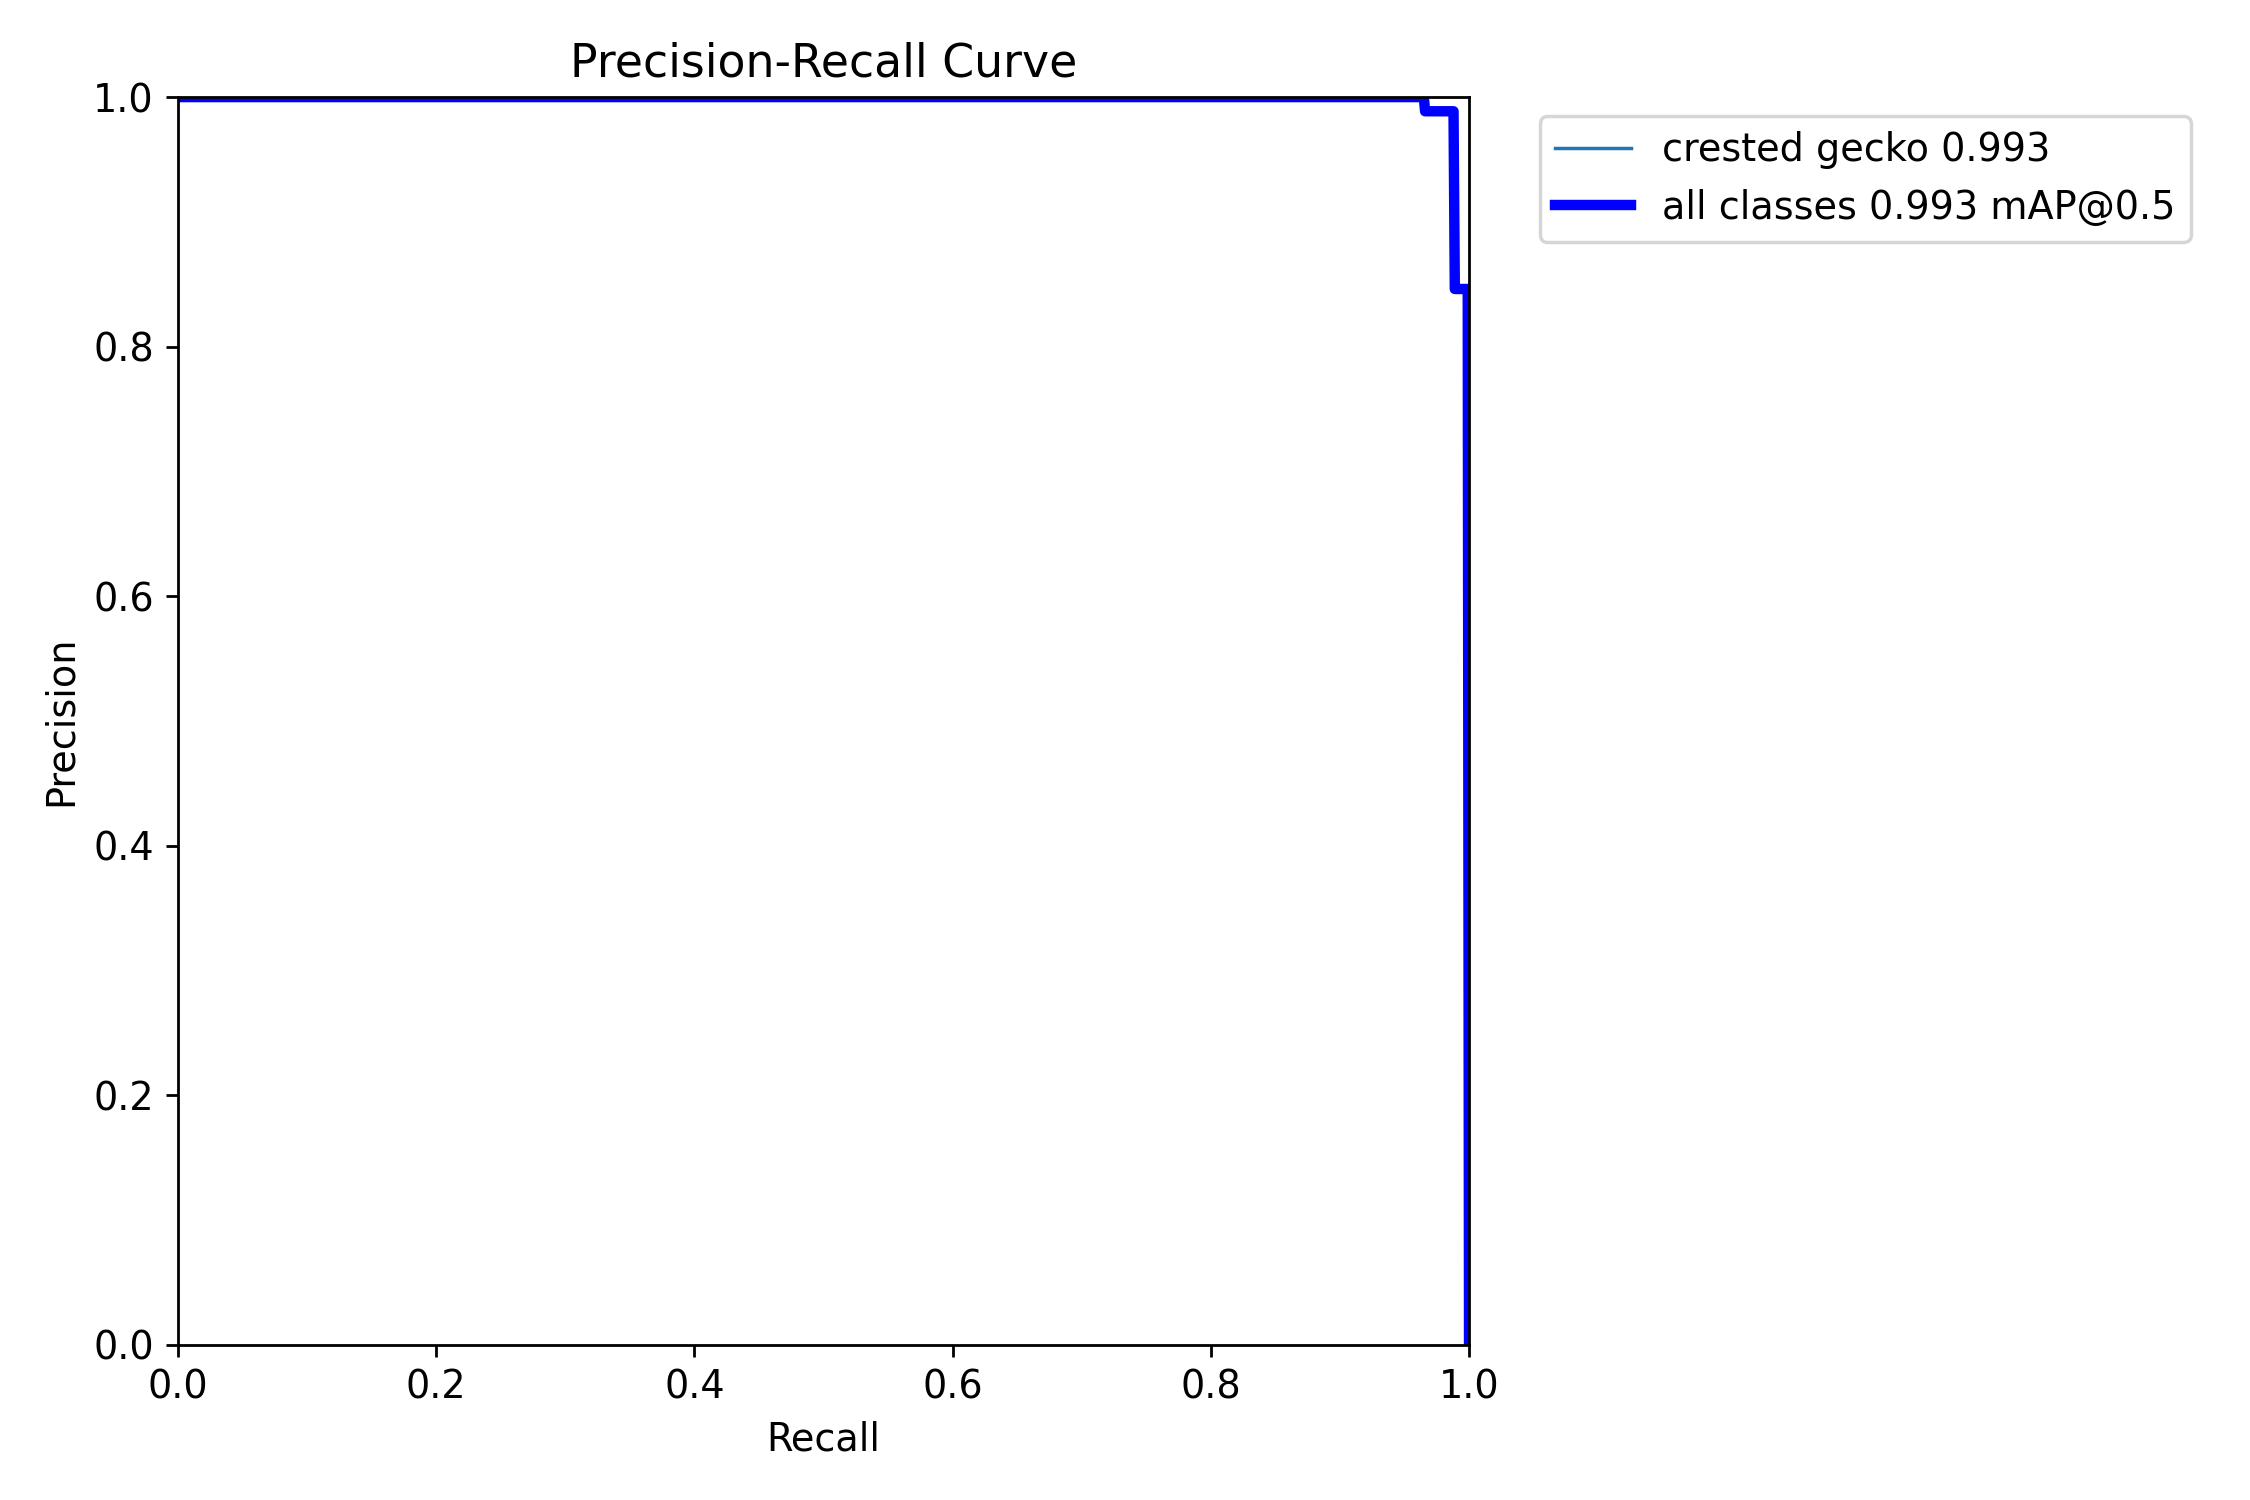 Precision-Recall Curve
1.0
0.8
0.6
0.4
0.2
0.0
Precision
0.0 0.2 0.4 0.6 0.8 1.0
Recall
crested gecko 0.993
all classes 0.993 mAP@0.5